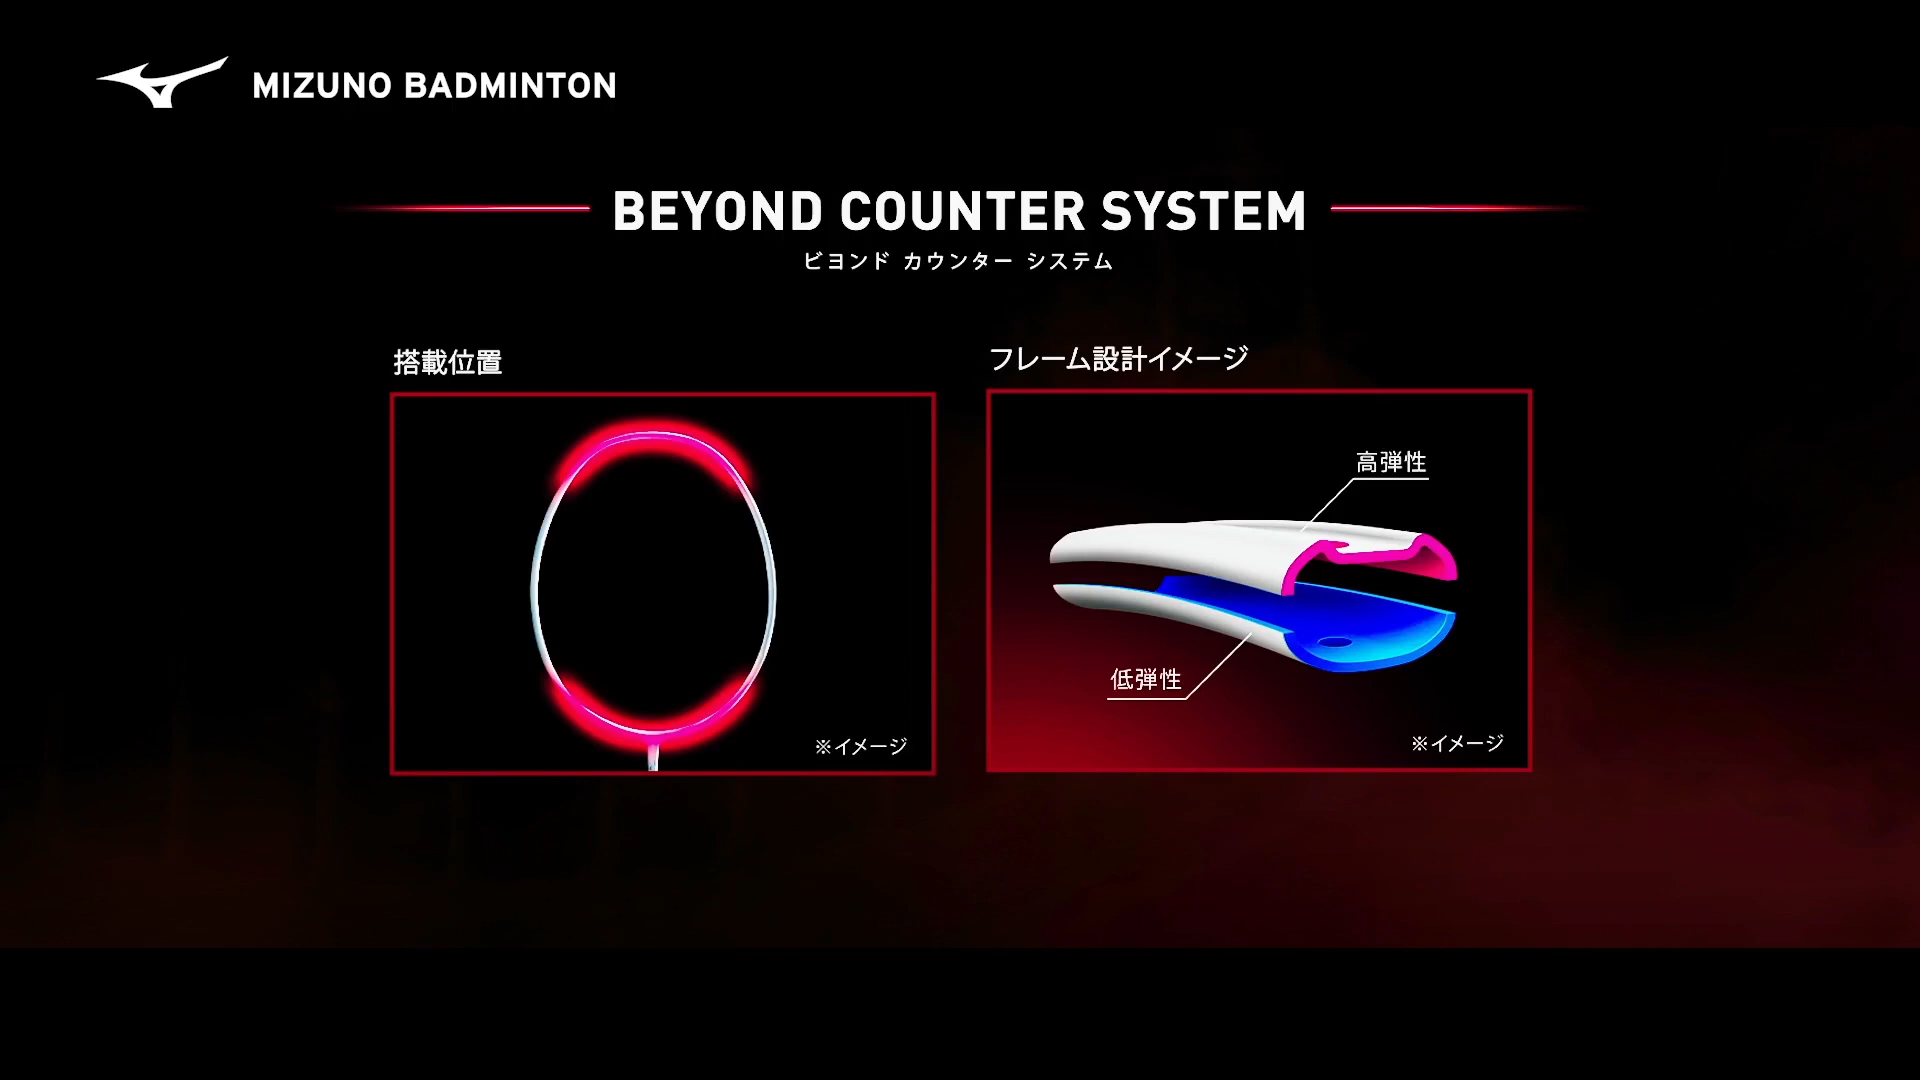 MIZUNO BADMINTON
BEYOND COUNTER SYSTEM
ビヨンド カウンター システム
搭載位置
※イメージ
フレーム設計イメージ
高弾性
低弾性
※イメージ